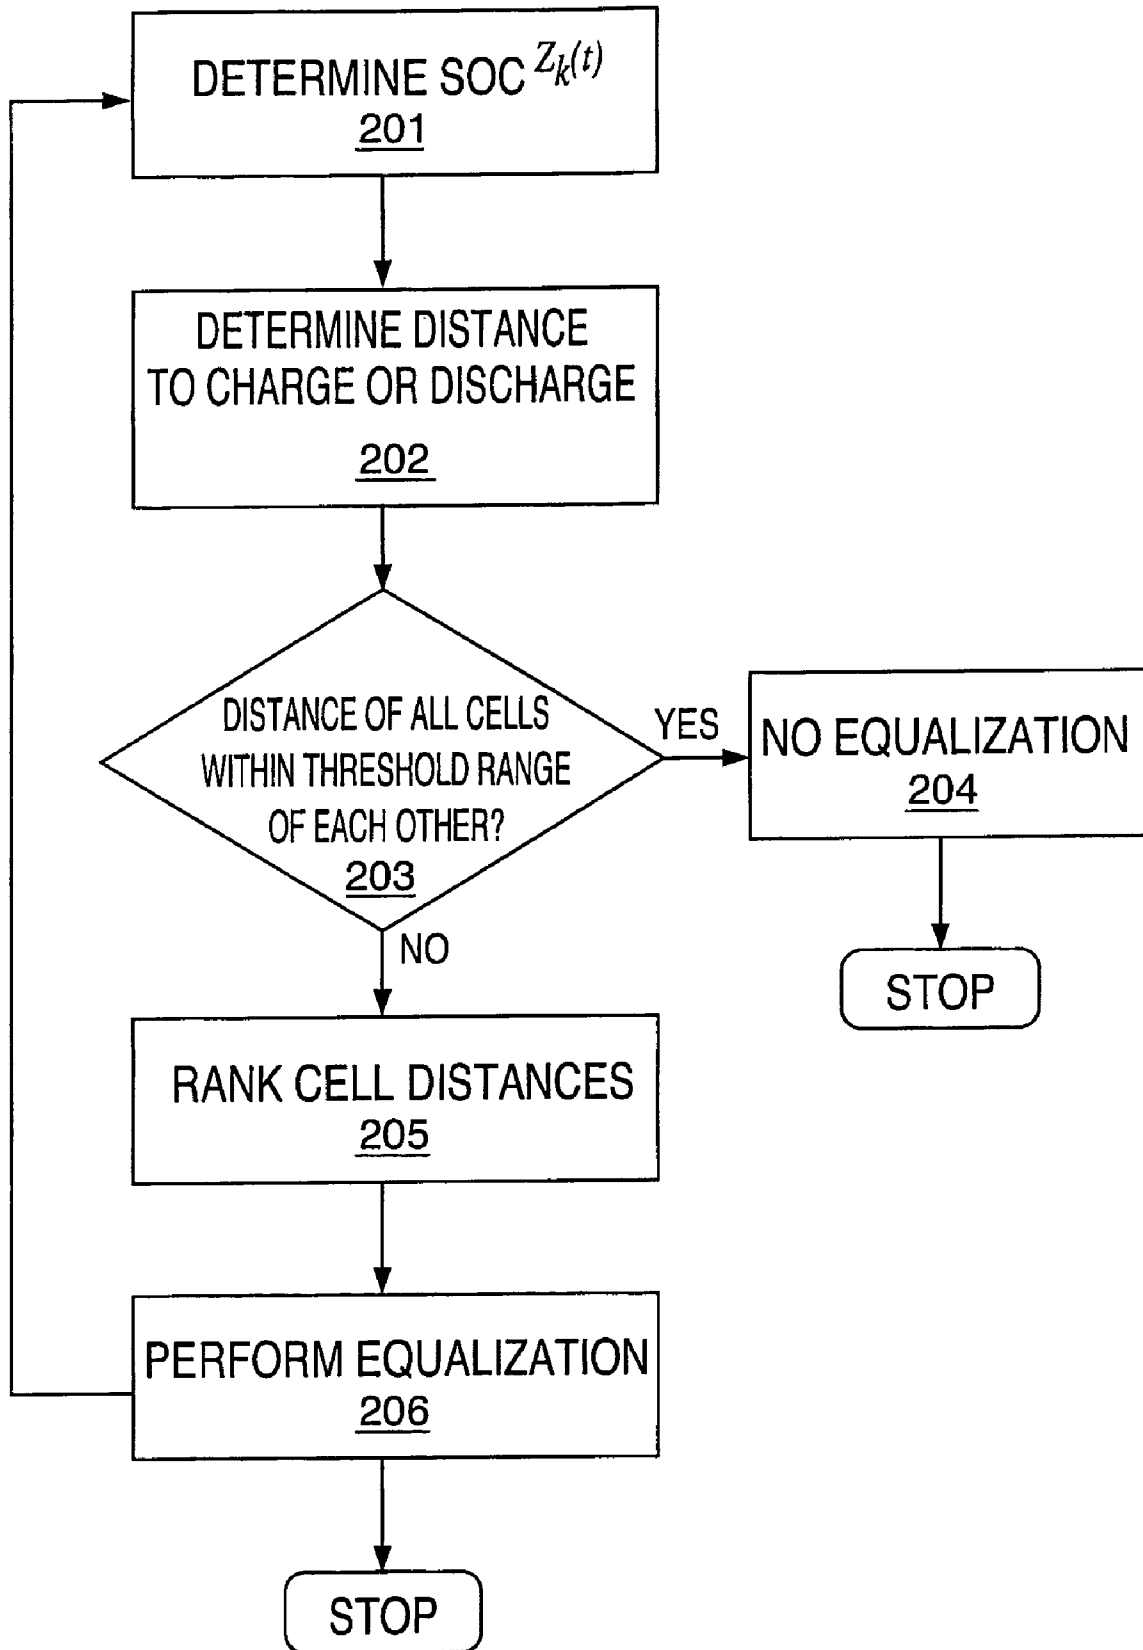 DETERMINE SOC Z_k(t)
201
DETERMINE DISTANCE
TO CHARGE OR DISCHARGE
202
DISTANCE OF ALL CELLS
WITHIN THRESHOLD RANGE
OF EACH OTHER?
203
YES
NO EQUALIZATION
204
STOP
NO
RANK CELL DISTANCES
205
PERFORM EQUALIZATION
206
STOP